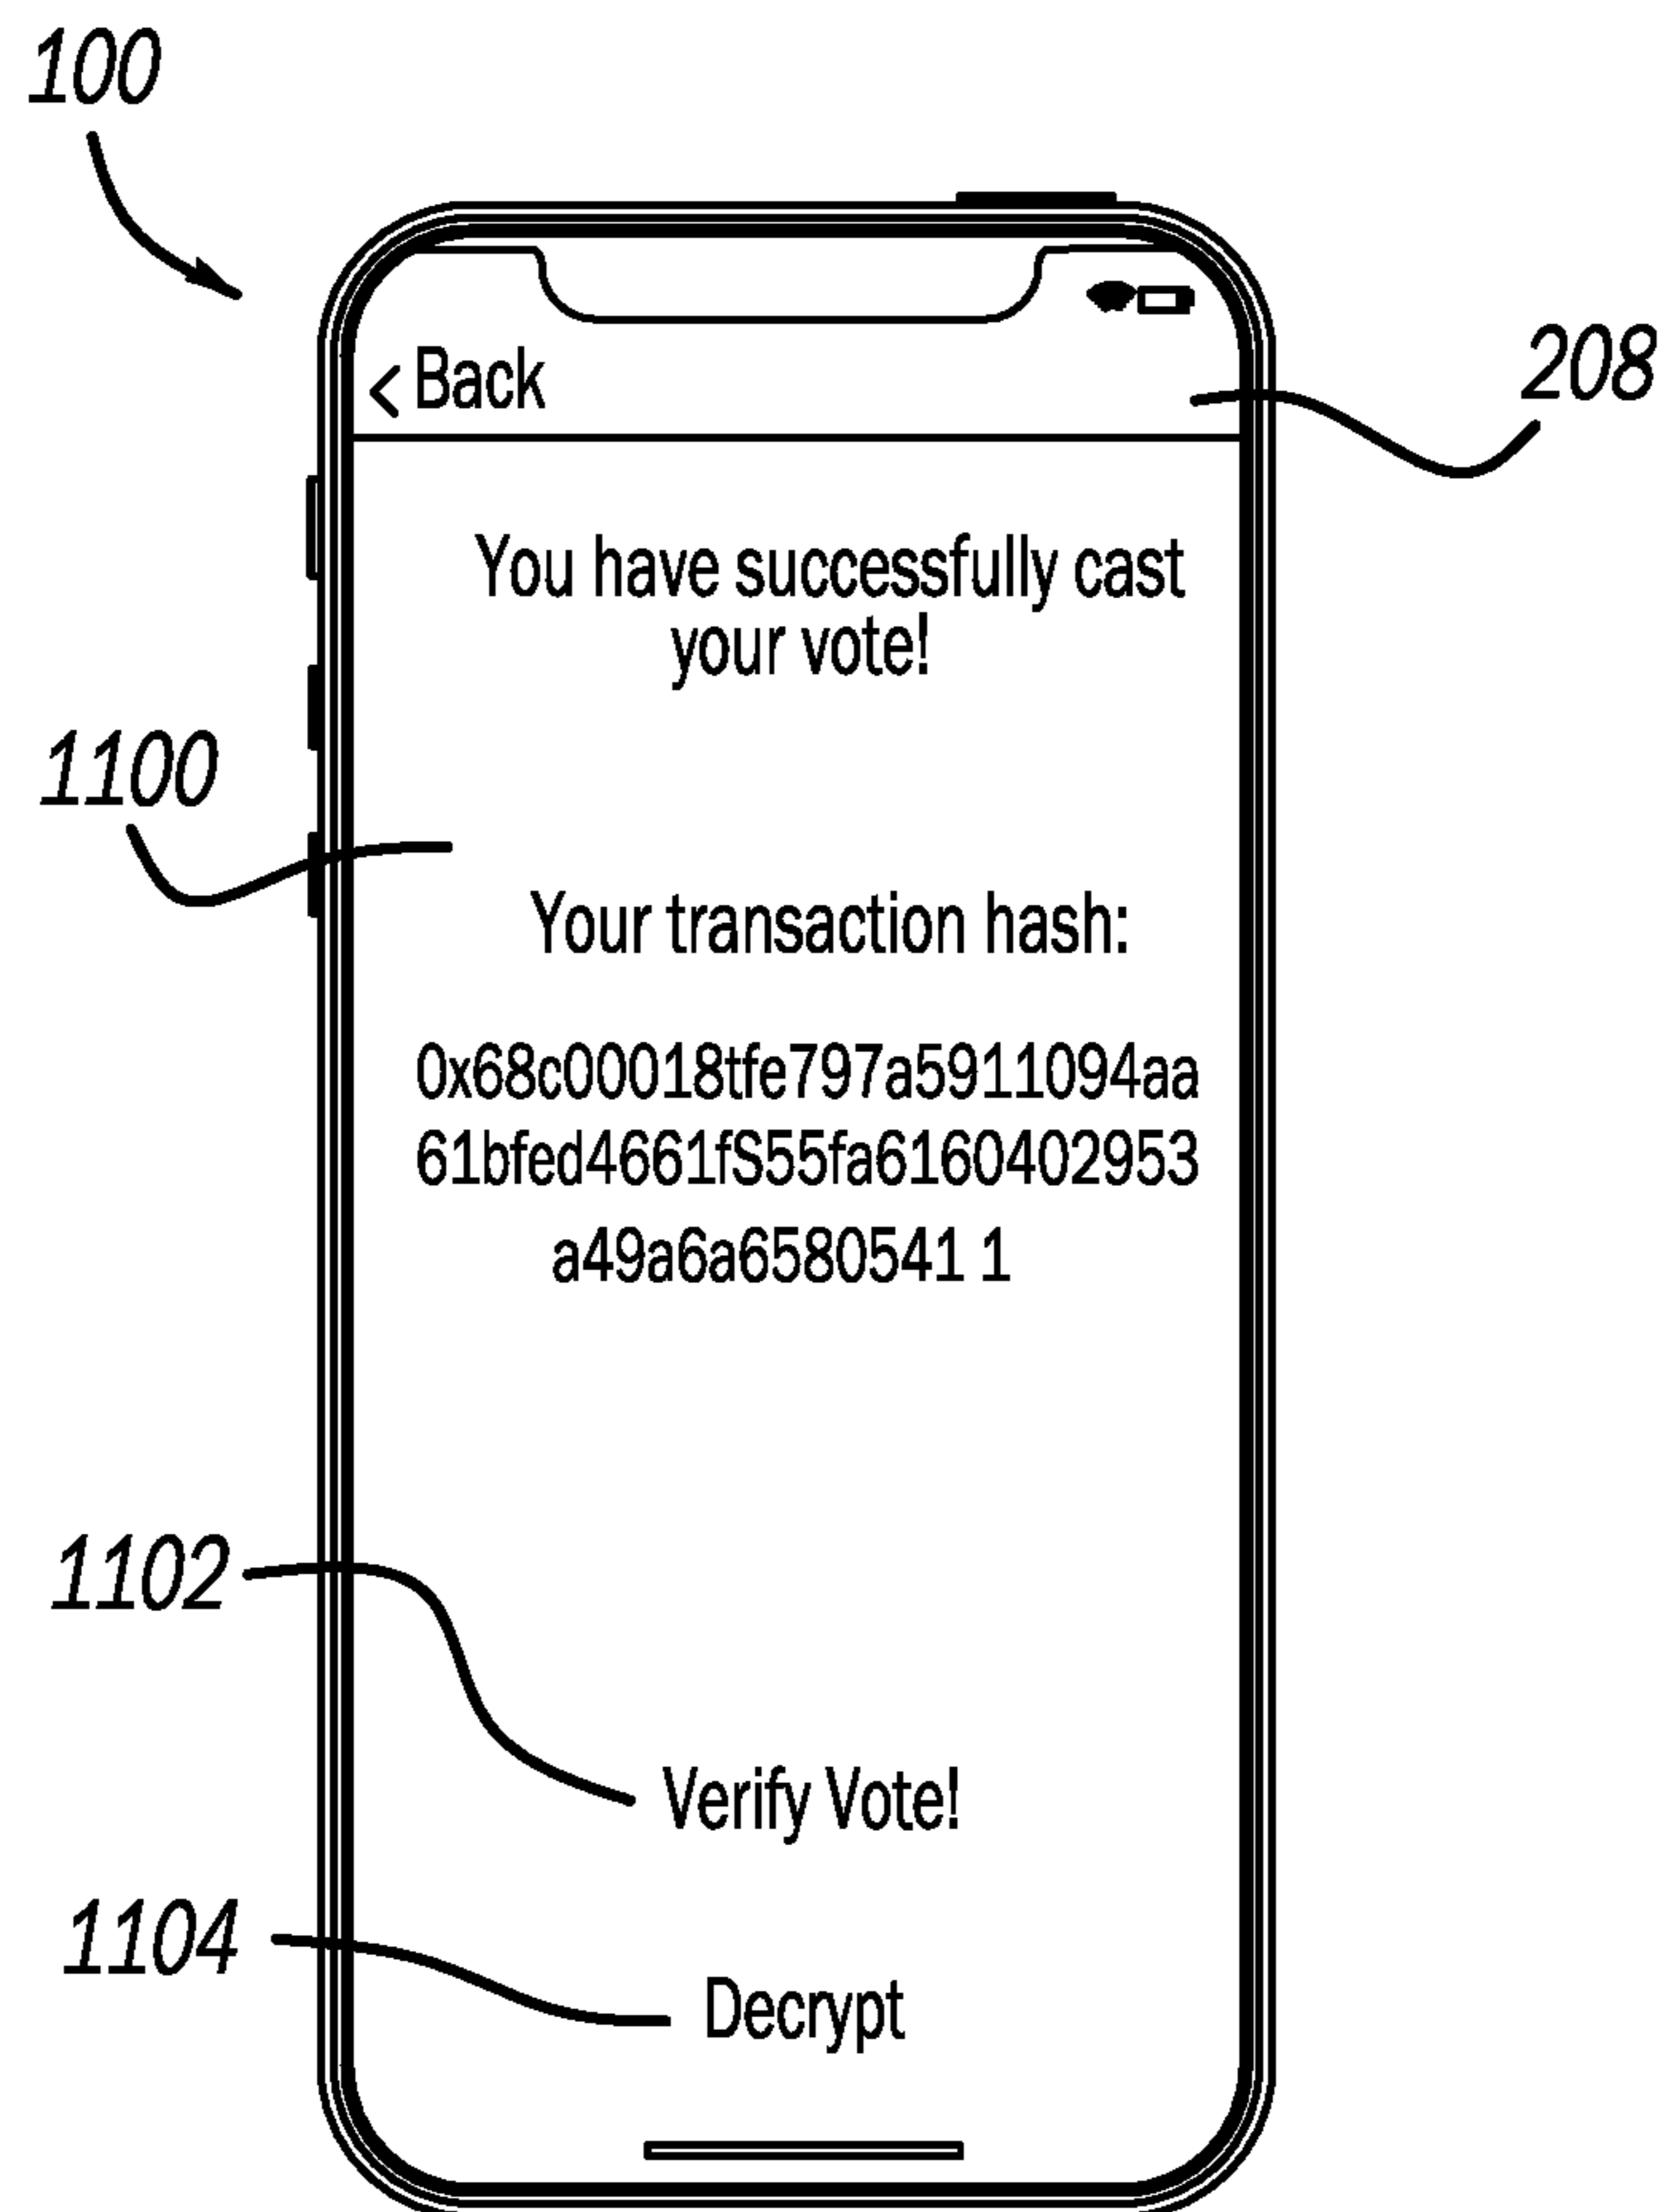 100
208
< Back
You have successfully cast
your vote!
1100
Your transaction hash:
0x68c00018tfe797a5911094aa
61bfed4661fS55fa6160402953
a49a6a6580541 1
1102
Verify Vote!
1104
Decrypt